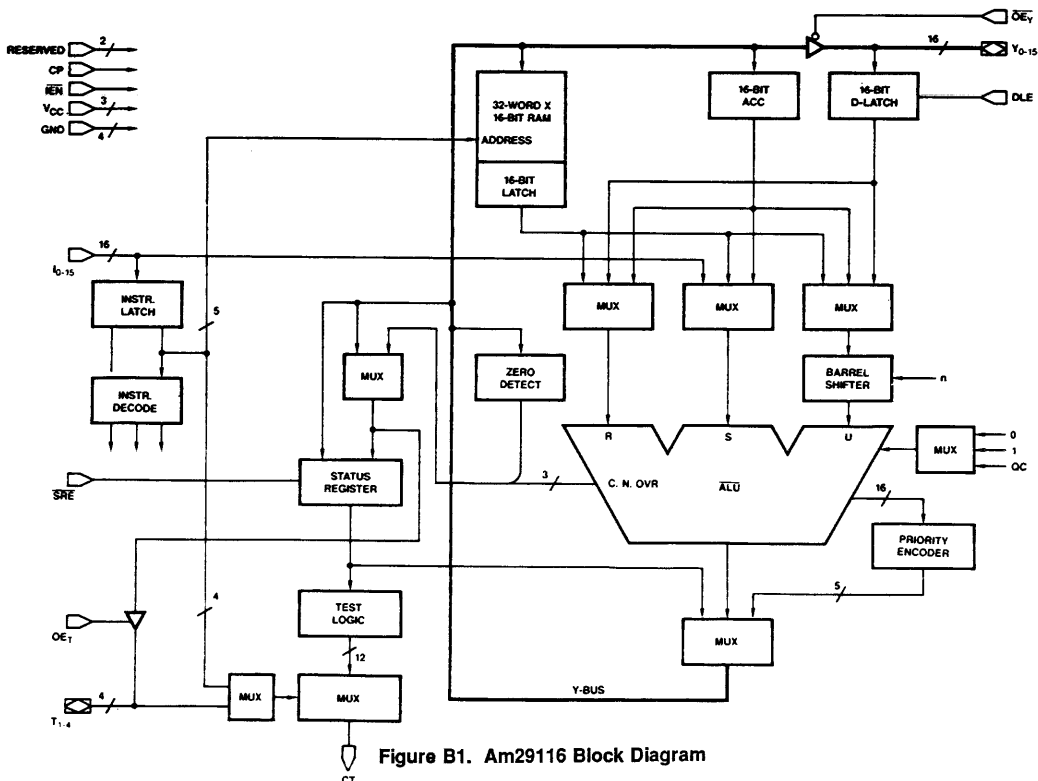 OEY
RESERVED 2
16
Y0-15
CP
IEN
VCC 3
GND 4
32-WORD X
16-BIT RAM
ADDRESS
16-BIT
LATCH
16-BIT
ACC
16-BIT
D-LATCH
DLE
16
I0-15
INSTR.
LATCH
5
MUX
MUX
MUX
MUX
ZERO
DETECT
BARREL
SHIFTER
n
INSTR.
DECODE
R
S
U
MUX
0
1
QC
SRE
STATUS
REGISTER
3
C. N. OVR
ALU
16
PRIORITY
ENCODER
5
OET
4
TEST
LOGIC
12
MUX
T1-4
4
MUX
MUX
Y-BUS
CT
Figure B1. Am29116 Block Diagram